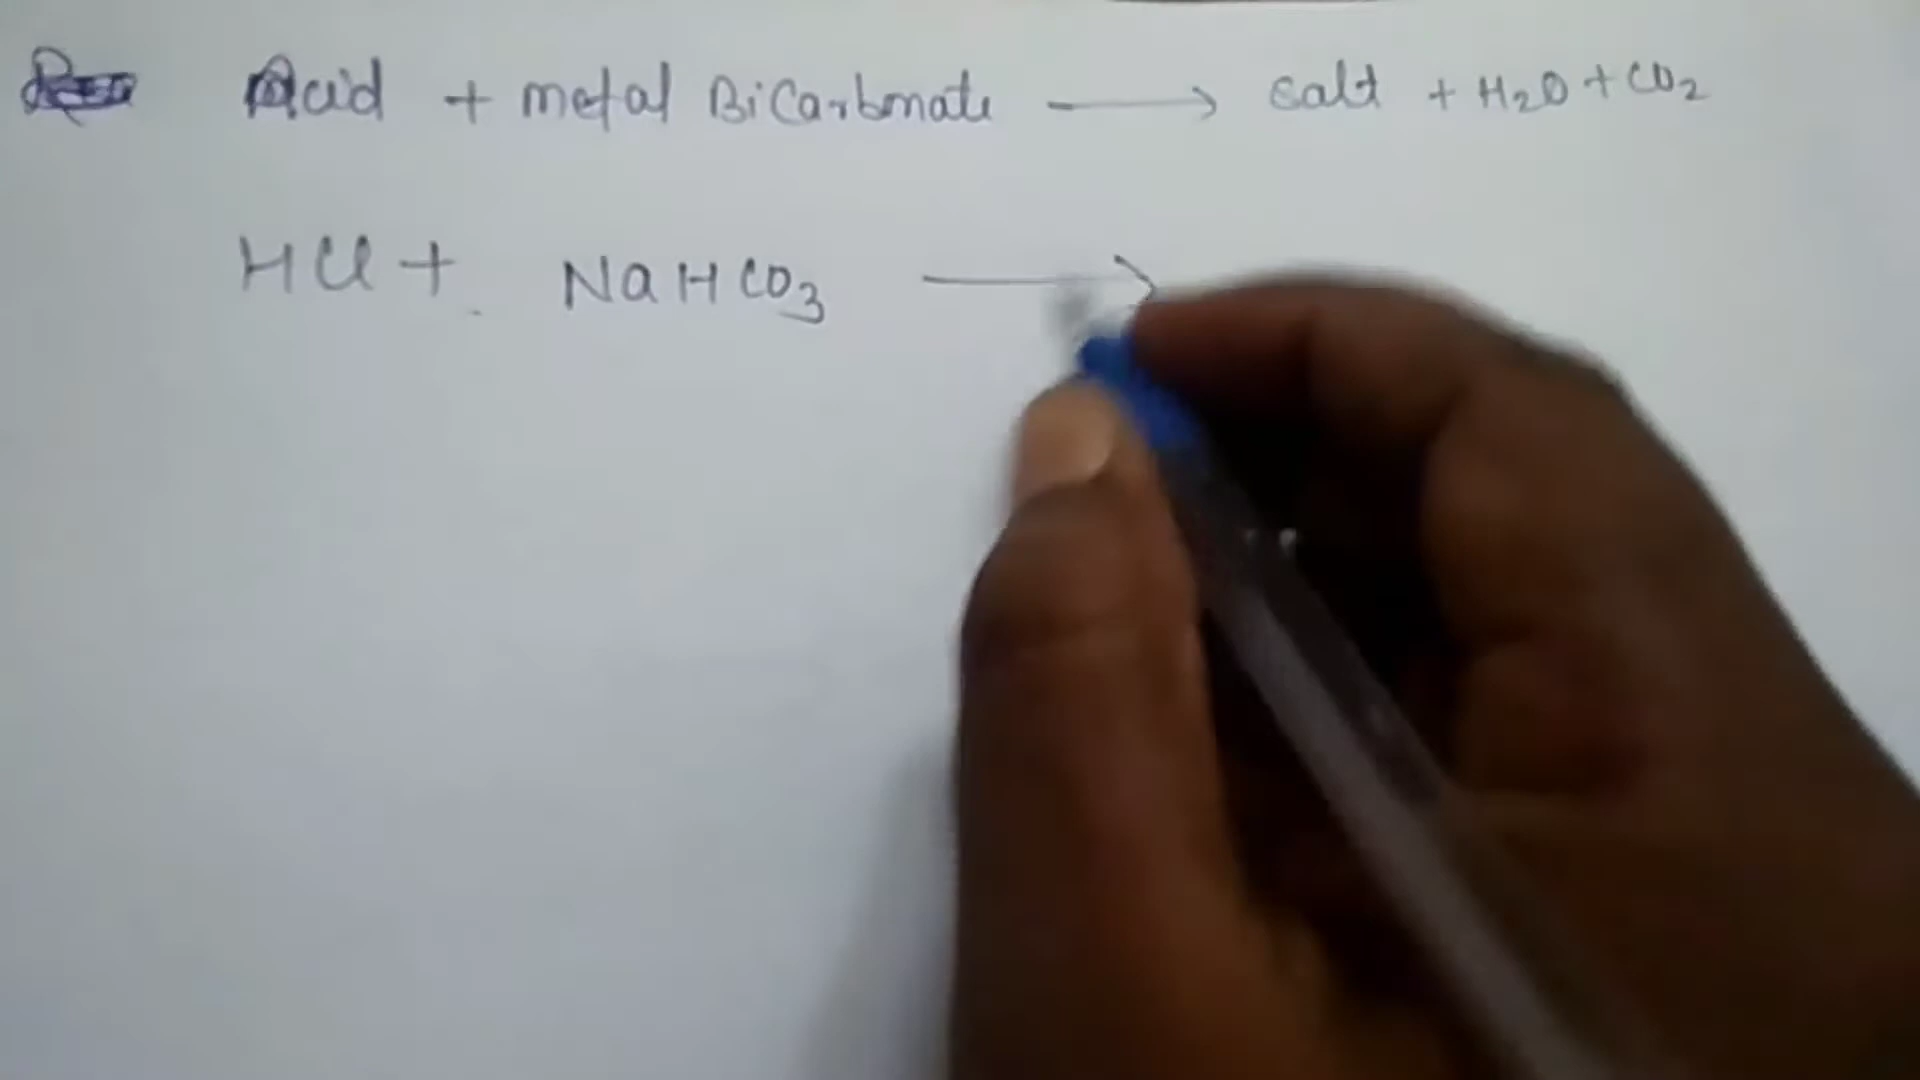 Acid + metal BiCarbonate → salt + H2O + CO2
HCl + NaHCO3 →